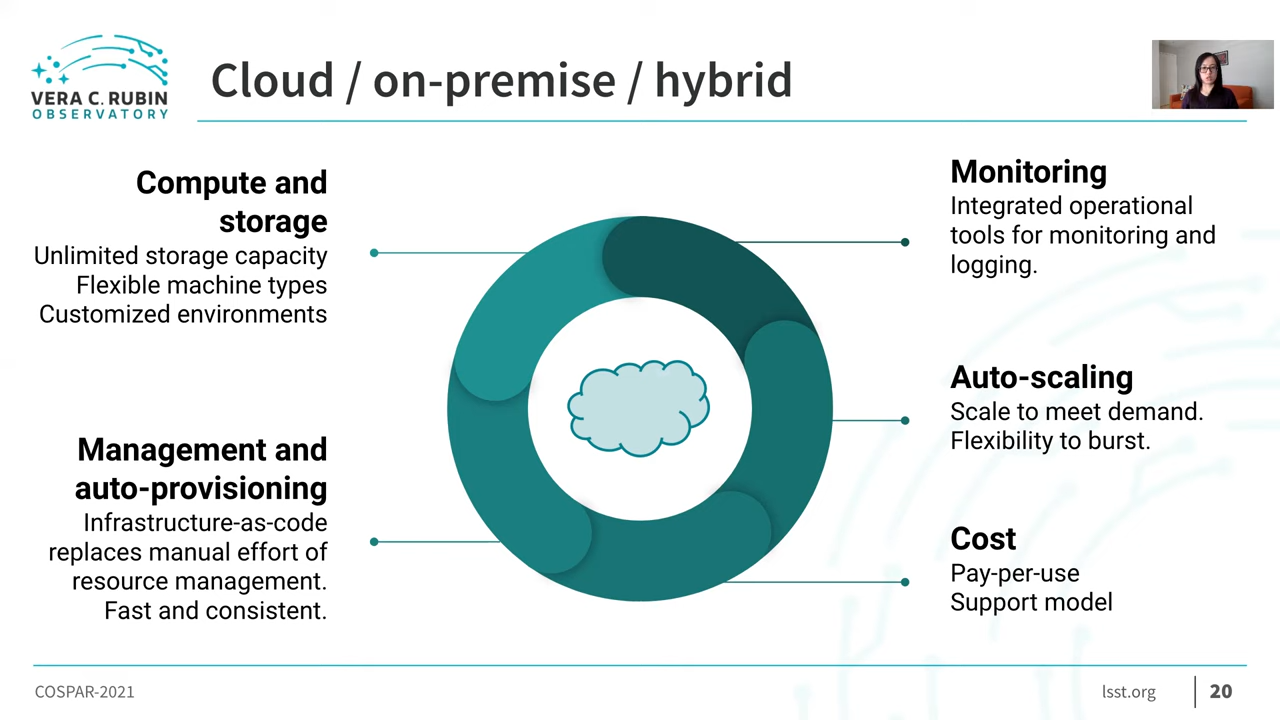 VERA C. RUBIN
OBSERVATORY
Cloud / on-premise / hybrid
Compute and
storage
Unlimited storage capacity
Flexible machine types
Customized environments
Management and
auto-provisioning
Infrastructure-as-code
replaces manual effort of
resource management.
Fast and consistent.
Monitoring
Integrated operational
tools for monitoring and
logging.
Auto-scaling
Scale to meet demand.
Flexibility to burst.
Cost
Pay-per-use
Support model
COSPAR-2021
lsst.org
20